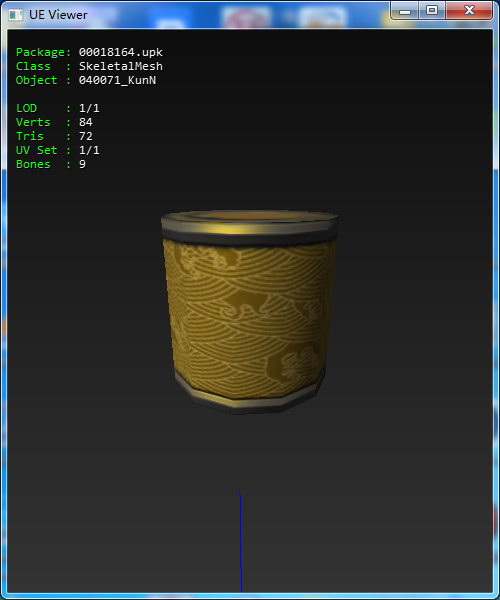 UE Viewer
Package: 00018164.upk
Class : SkeletalMesh
Object : 040071_KunN
LOD : 1/1
Verts : 84
Tris : 72
UV Set : 1/1
Bones : 9